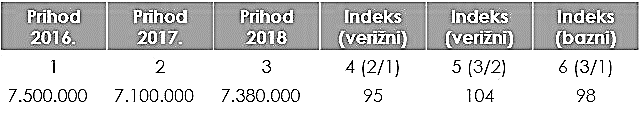 Prihod 2016. Prihod 2017. Prihod 2018 Indeks (verižni) Indeks (verižni) Indeks (bazni)
1 2 3 4 (2/1) 5 (3/2) 6 (3/1)
7.500.000 7.100.000 7.380.000 95 104 98